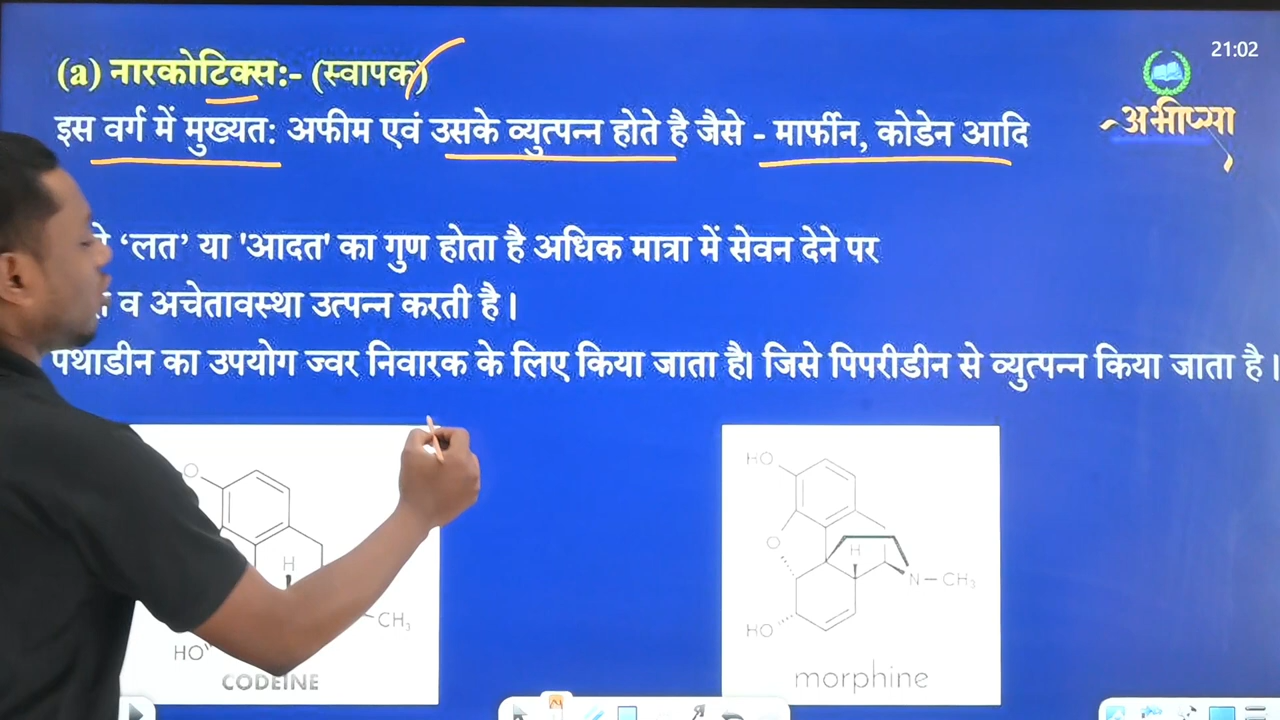 21:02
(a) नारकोटिक्स:- (स्वापक)
अभीप्सा
इस वर्ग में मुख्यत: अफीम एवं उसके व्युत्पन्न होते है जैसे - मार्फीन, कोडेन आदि
‘लत’ या 'आदत' का गुण होता है अधिक मात्रा में सेवन देने पर
व अचेतावस्था उत्पन्न करती है।
पथाडीन का उपयोग ज्वर निवारक के लिए किया जाता है। जिसे पिपरीडीन से व्युत्पन्न किया जाता है।
O
H
CH₃
HO
CODEINE
HO
O
H
N – CH₃
HO
morphine